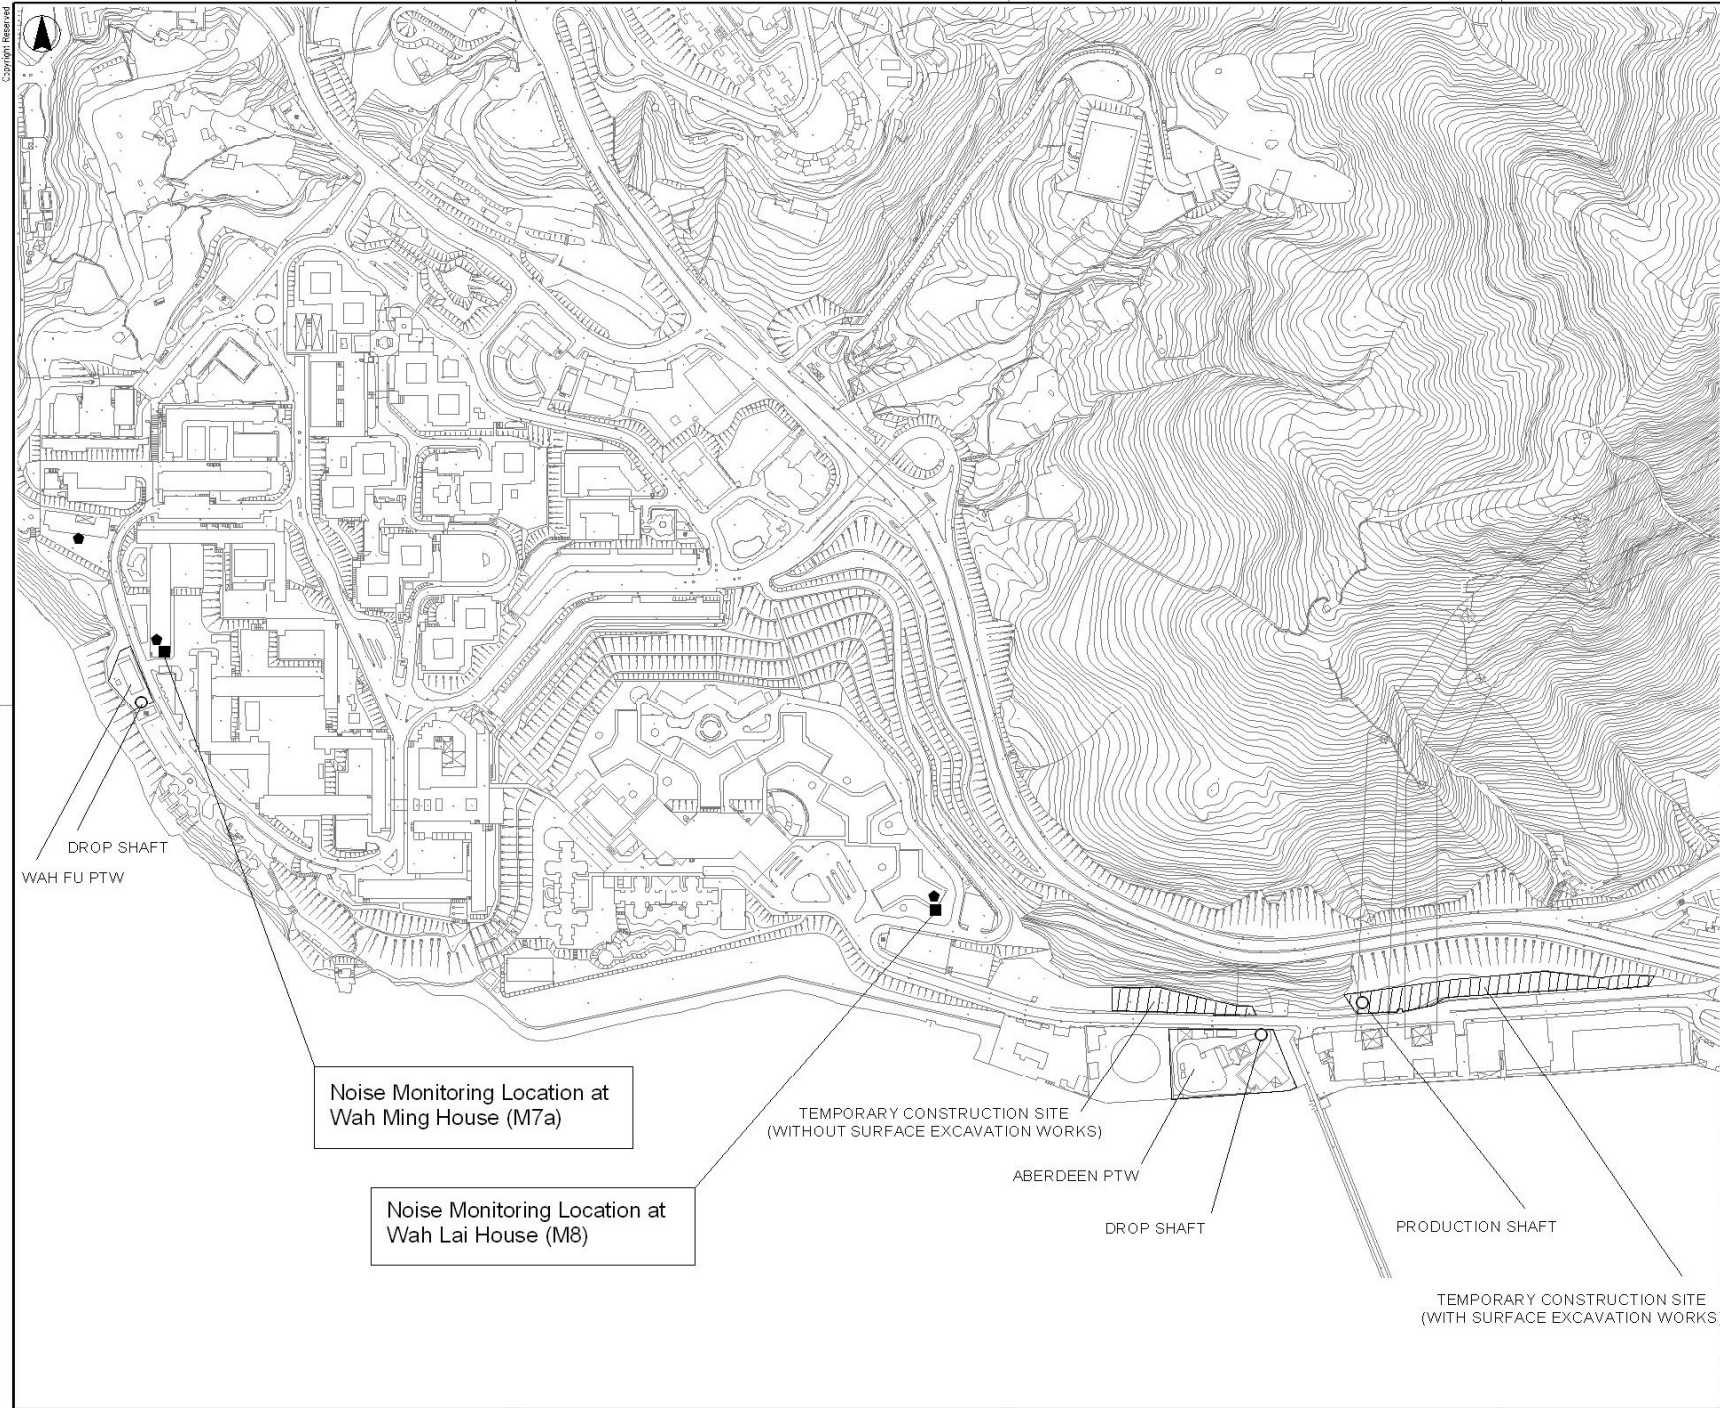 Copyright Reserved
DROP SHAFT
WAH FU PTW
Noise Monitoring Location at
Wah Ming House (M7a)
TEMPORARY CONSTRUCTION SITE
(WITHOUT SURFACE EXCAVATION WORKS)
ABERDEEN PTW
Noise Monitoring Location at
Wah Lai House (M8)
DROP SHAFT
PRODUCTION SHAFT
TEMPORARY CONSTRUCTION SITE
(WITH SURFACE EXCAVATION WORKS)